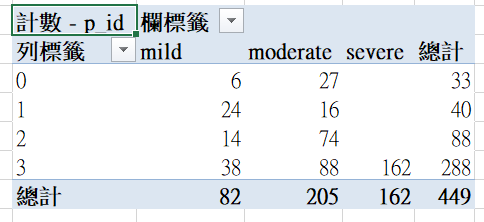 計數 - p_id 欄標籤
列標籤 mild moderate severe 總計
0 6 27 33
1 24 16 40
2 14 74 88
3 38 88 162 288
總計 82 205 162 449